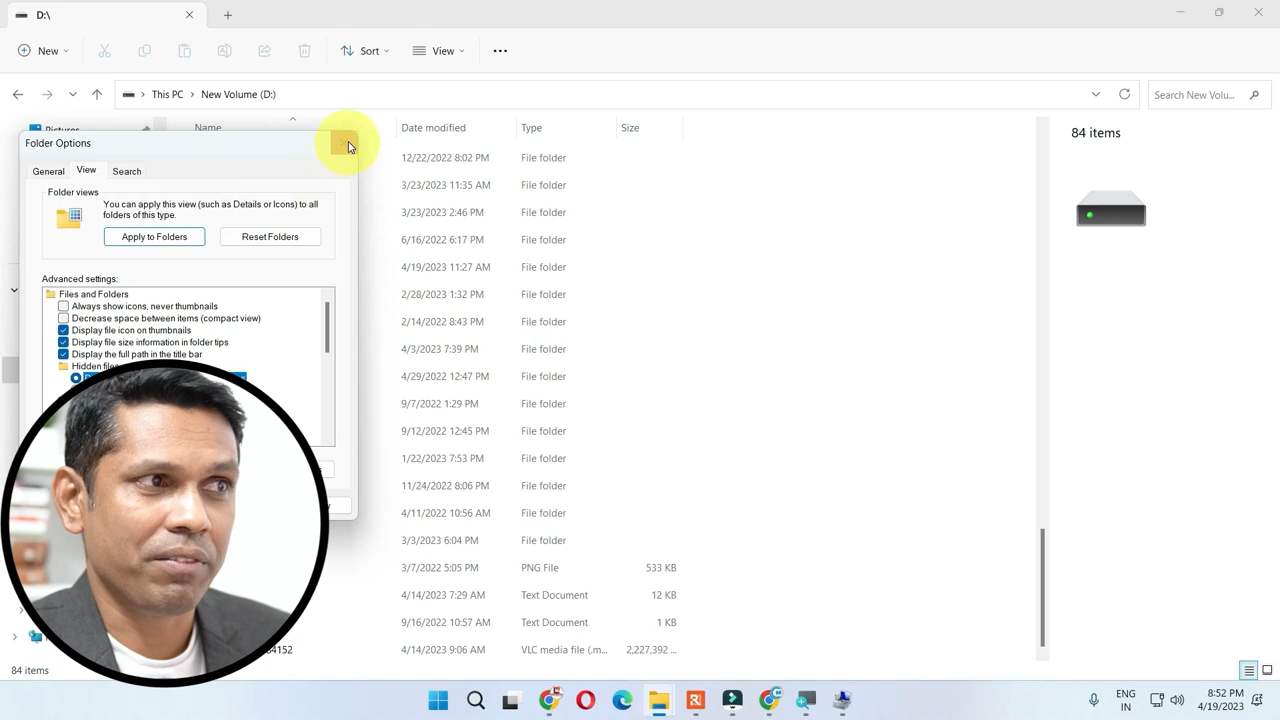 D:\
New
Sort
View
This PC > New Volume (D:)
Search New Volu...
Pictures
Name
Date modified
Type
Size
84 items
Folder Options
General
View
Search
Folder views
You can apply this view (such as Details or Icons) to all
folders of this type.
Apply to Folders
Reset Folders
Advanced settings:
Files and Folders
Always show icons, never thumbnails
Decrease space between items (compact view)
Display file icon on thumbnails
Display file size information in folder tips
Display the full path in the title bar
Hidden files
12/22/2022 8:02 PM File folder
3/23/2023 11:35 AM File folder
3/23/2023 2:46 PM File folder
6/16/2022 6:17 PM File folder
4/19/2023 11:27 AM File folder
2/28/2023 1:32 PM File folder
2/14/2022 8:43 PM File folder
4/3/2023 7:39 PM File folder
4/29/2022 12:47 PM File folder
9/7/2022 1:29 PM File folder
9/12/2022 12:45 PM File folder
1/22/2023 7:53 PM File folder
11/24/2022 8:06 PM File folder
4/11/2022 10:56 AM File folder
3/3/2023 6:04 PM File folder
3/7/2022 5:05 PM PNG File 533 KB
4/14/2023 7:29 AM Text Document 12 KB
9/16/2022 10:57 AM Text Document 1 KB
4152 4/14/2023 9:06 AM VLC media file (.m... 2,227,392 ...
84 items
ENG
IN
8:52 PM
4/19/2023